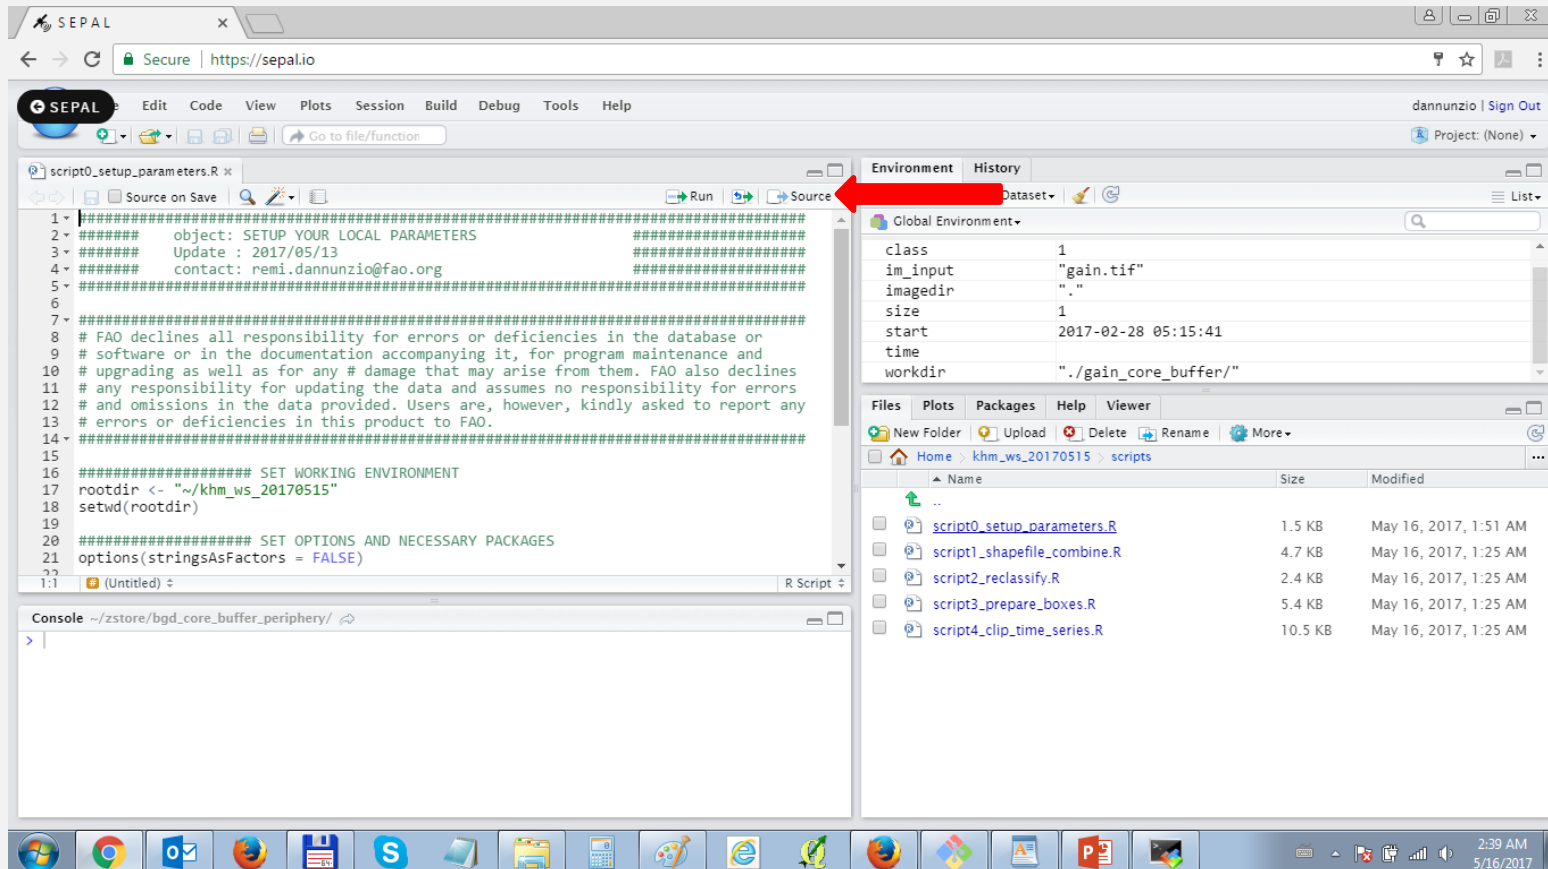 SEPAL
Secure | https://sepal.io
SEPAL Edit Code View Plots Session Build Debug Tools Help
dannunzio | Sign Out
Go to file/function
Project: (None)
script0_setup_parameters.R
Source on Save
Run
Source
1 ####################################################################################
2 ####### object: SETUP YOUR LOCAL PARAMETERS ####################
3 ####### Update : 2017/05/13 ####################
4 ####### contact: remi.dannunzio@fao.org ####################
5 ####################################################################################
6
7 ####################################################################################
8 # FAO declines all responsibility for errors or deficiencies in the database or
9 # software or in the documentation accompanying it, for program maintenance and
10 # upgrading as well as for any # damage that may arise from them. FAO also declines
11 # any responsibility for updating the data and assumes no responsibility for errors
12 # and omissions in the data provided. Users are, however, kindly asked to report any
13 # errors or deficiencies in this product to FAO.
14 ####################################################################################
15
16 #################### SET WORKING ENVIRONMENT
17 rootdir <- "~/khm_ws_20170515"
18 setwd(rootdir)
19
20 #################### SET OPTIONS AND NECESSARY PACKAGES
21 options(stringsAsFactors = FALSE)
22
1:1 # (Untitled) R Script
Console ~/zstore/bgd_core_buffer_periphery/
>
Environment History
Dataset
List
Global Environment
class 1
im_input "gain.tif"
imagedir "."
size 1
start 2017-02-28 05:15:41
time
workdir "./gain_core_buffer/"
Files Plots Packages Help Viewer
New Folder Upload Delete Rename More
Home khm_ws_20170515 scripts
Name Size Modified
..
script0_setup_parameters.R 1.5 KB May 16, 2017, 1:51 AM
script1_shapefile_combine.R 4.7 KB May 16, 2017, 1:25 AM
script2_reclassify.R 2.4 KB May 16, 2017, 1:25 AM
script3_prepare_boxes.R 5.4 KB May 16, 2017, 1:25 AM
script4_clip_time_series.R 10.5 KB May 16, 2017, 1:25 AM
2:39 AM
5/16/2017